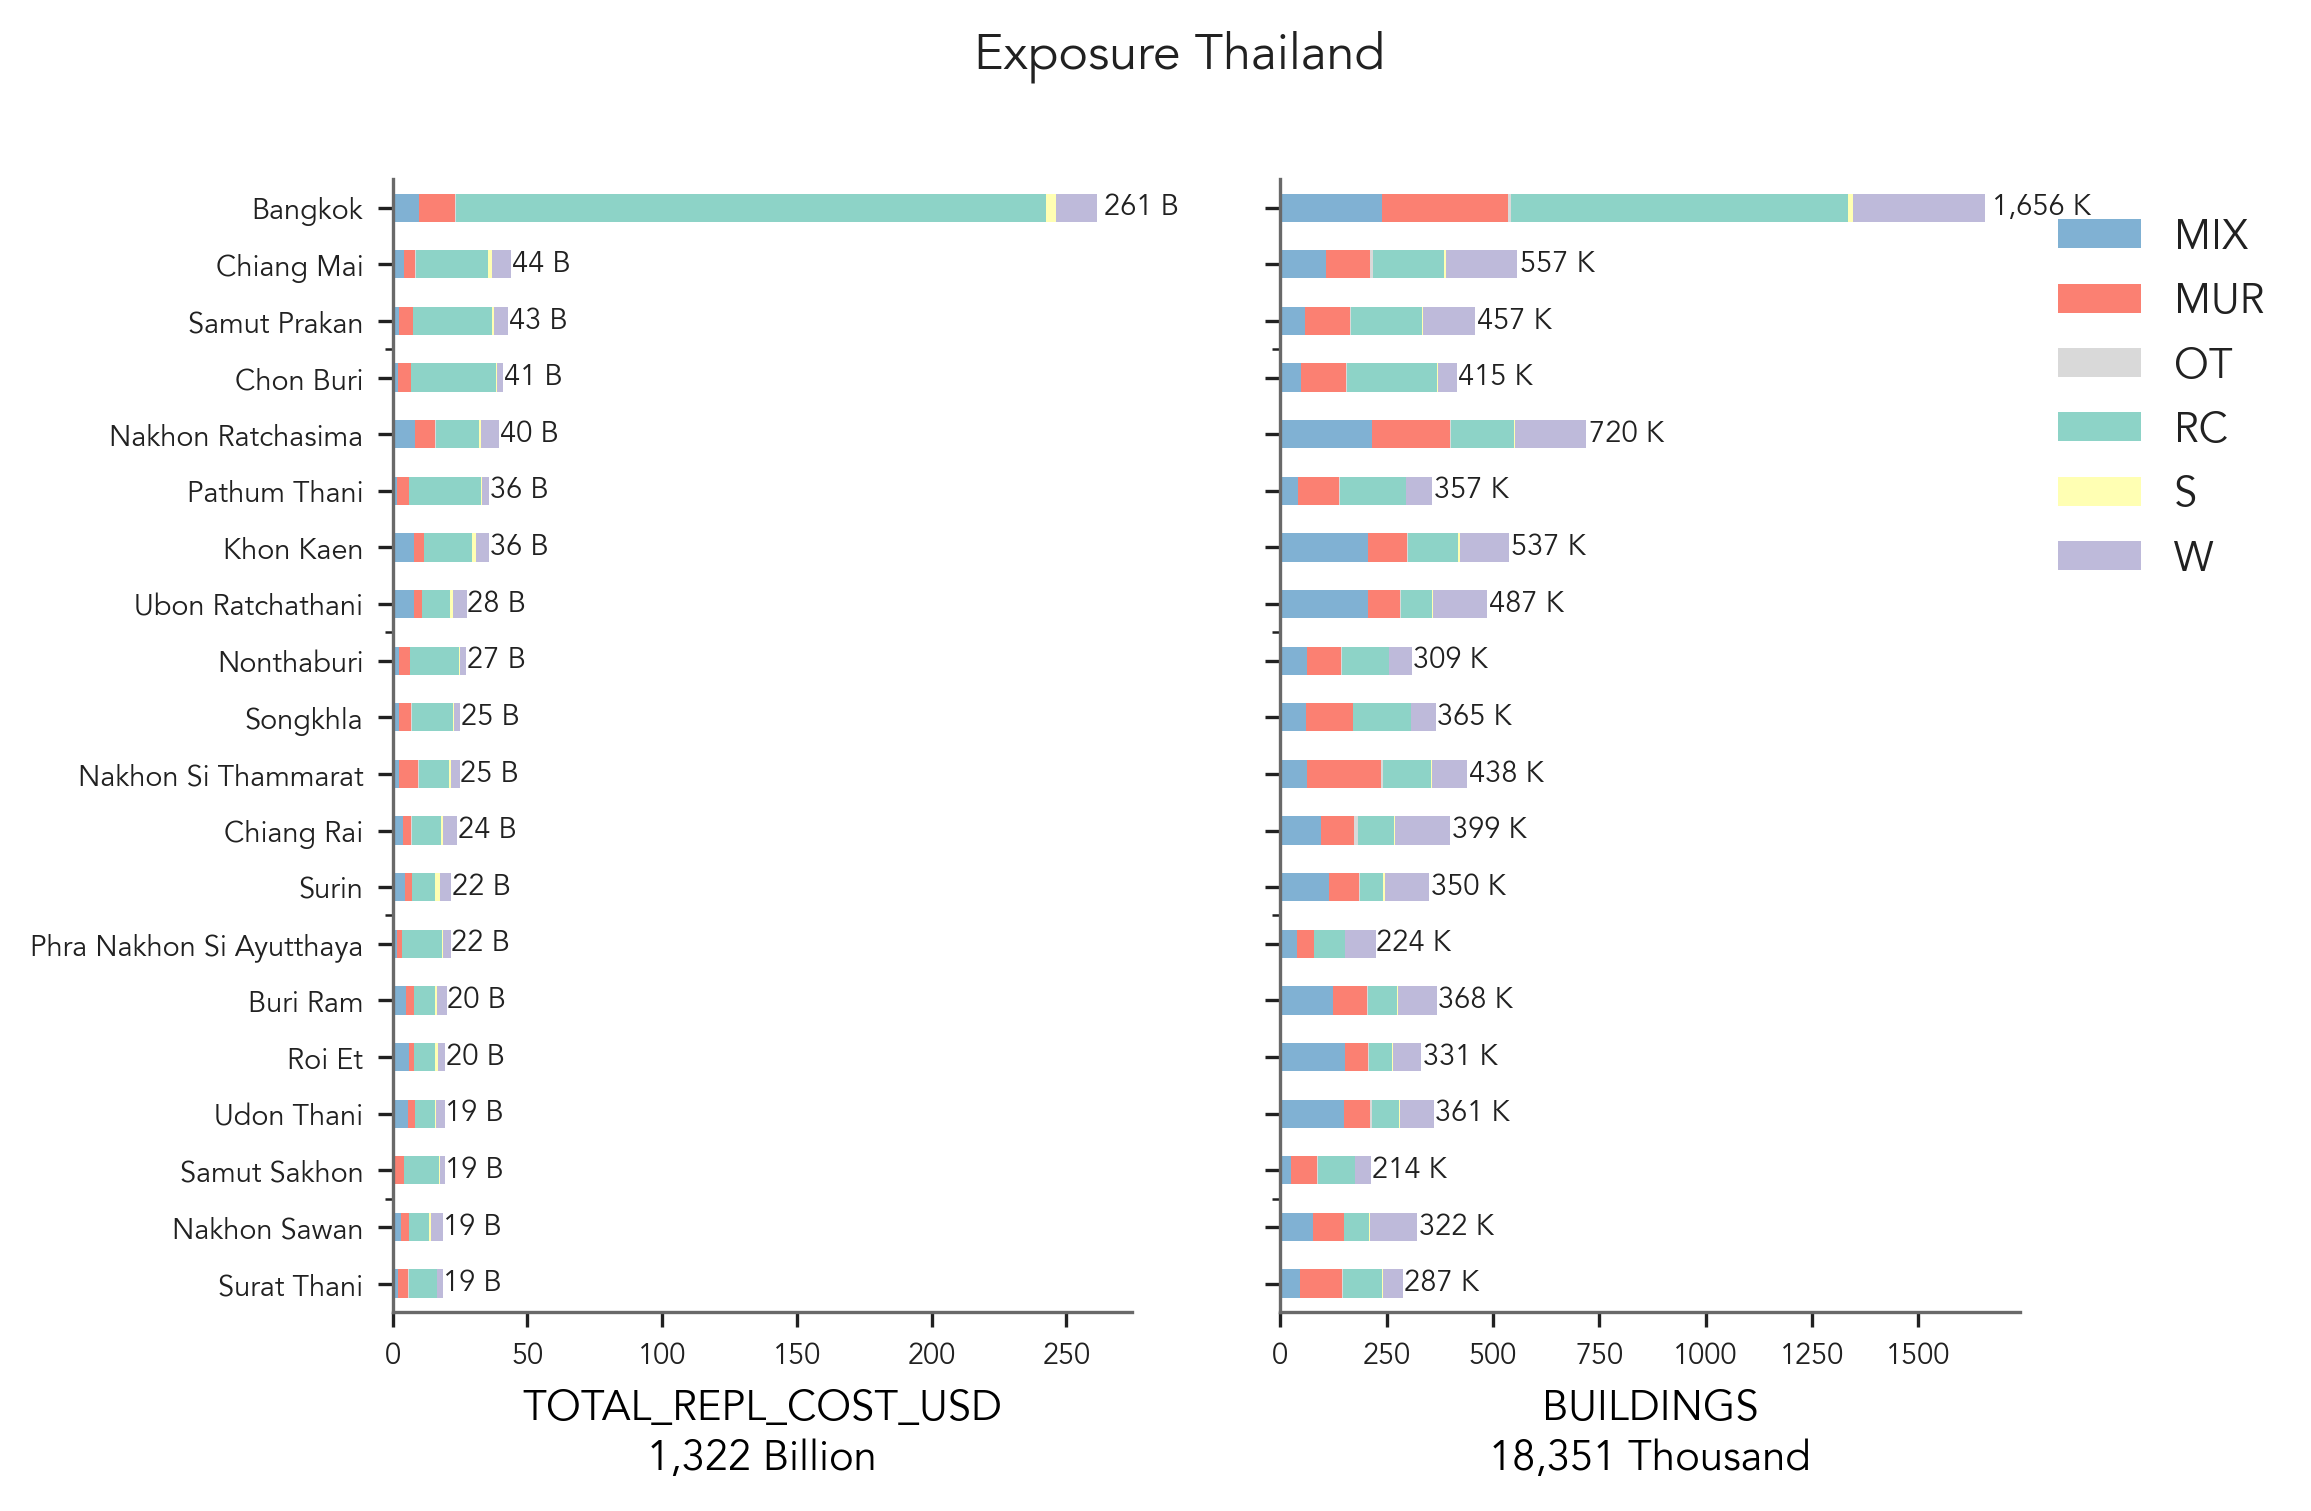 Exposure Thailand
Bangkok
Chiang Mai
Samut Prakan
Chon Buri
Nakhon Ratchasima
Pathum Thani
Khon Kaen
Ubon Ratchathani
Nonthaburi
Songkhla
Nakhon Si Thammarat
Chiang Rai
Surin
Phra Nakhon Si Ayutthaya
Buri Ram
Roi Et
Udon Thani
Samut Sakhon
Nakhon Sawan
Surat Thani
261 B
44 B
43 B
41 B
40 B
36 B
36 B
28 B
27 B
25 B
25 B
24 B
22 B
22 B
20 B
20 B
19 B
19 B
19 B
19 B
0 50 100 150 200 250
TOTAL_REPL_COST_USD
1,322 Billion
1,656 K
557 K
457 K
415 K
720 K
357 K
537 K
487 K
309 K
365 K
438 K
399 K
350 K
224 K
368 K
331 K
361 K
214 K
322 K
287 K
0 250 500 750 1000 1250 1500
BUILDINGS
18,351 Thousand
MIX
MUR
OT
RC
S
W